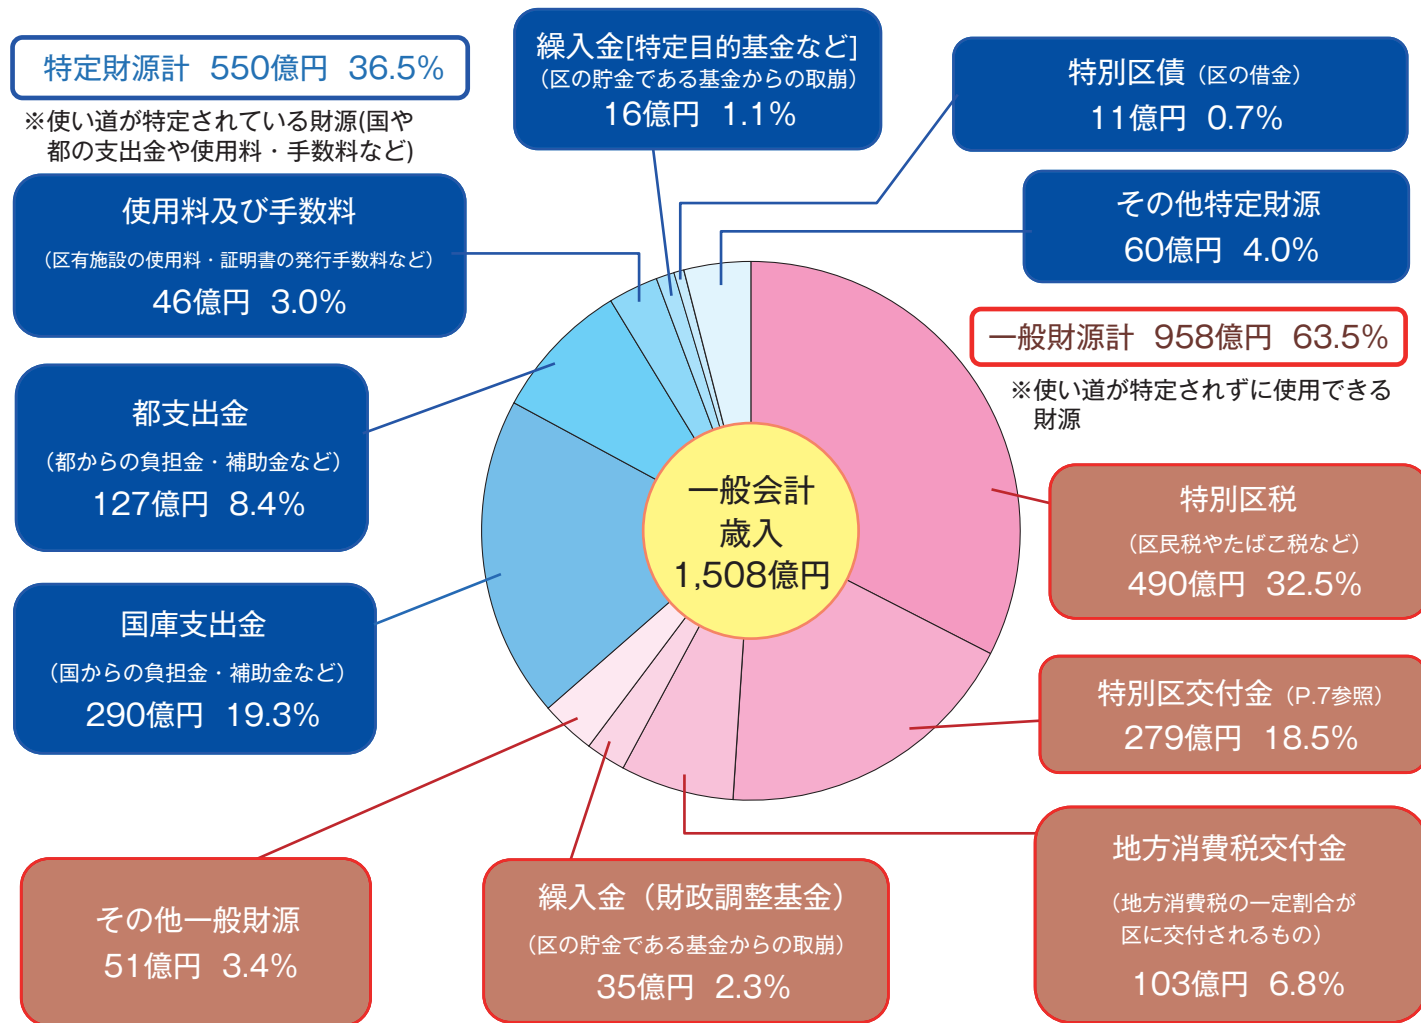 特定財源計 550億円 36.5%
※使い道が特定されている財源(国や
都の支出金や使用料・手数料など)
繰入金[特定目的基金など]
（区の貯金である基金からの取崩）
16億円 1.1%
特別区債（区の借金）
11億円 0.7%
使用料及び手数料
（区有施設の使用料・証明書の発行手数料など）
46億円 3.0%
その他特定財源
60億円 4.0%
一般財源計 958億円 63.5%
※使い道が特定されずに使用できる
財源
都支出金
（都からの負担金・補助金など）
127億円 8.4%
一般会計
歳入
1,508億円
特別区税
（区民税やたばこ税など）
490億円 32.5%
国庫支出金
（国からの負担金・補助金など）
290億円 19.3%
特別区交付金（P.7参照）
279億円 18.5%
地方消費税交付金
（地方消費税の一定割合が
区に交付されるもの）
103億円 6.8%
繰入金（財政調整基金）
（区の貯金である基金からの取崩）
35億円 2.3%
その他一般財源
51億円 3.4%